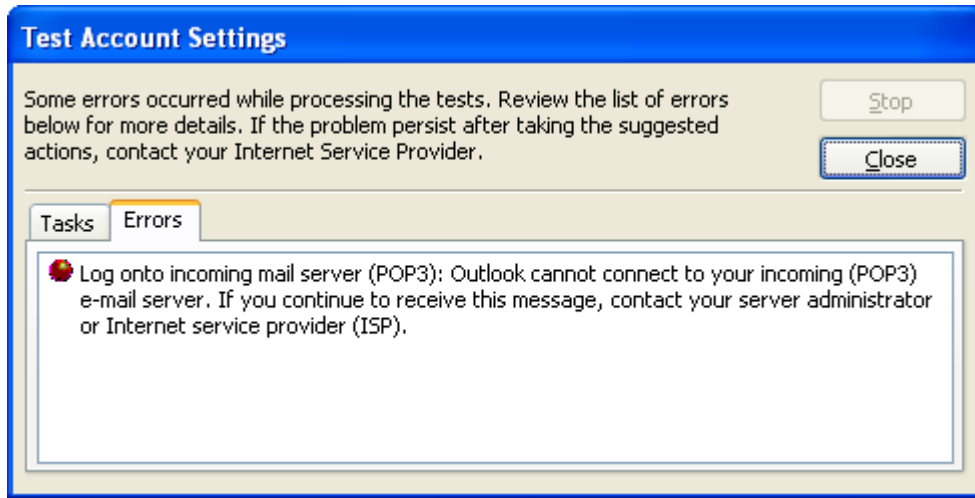 Test Account Settings
Some errors occurred while processing the tests. Review the list of errors
below for more details. If the problem persist after taking the suggested
actions, contact your Internet Service Provider.
Stop
Close
Tasks
Errors
Log onto incoming mail server (POP3): Outlook cannot connect to your incoming (POP3)
e-mail server. If you continue to receive this message, contact your server administrator
or Internet service provider (ISP).